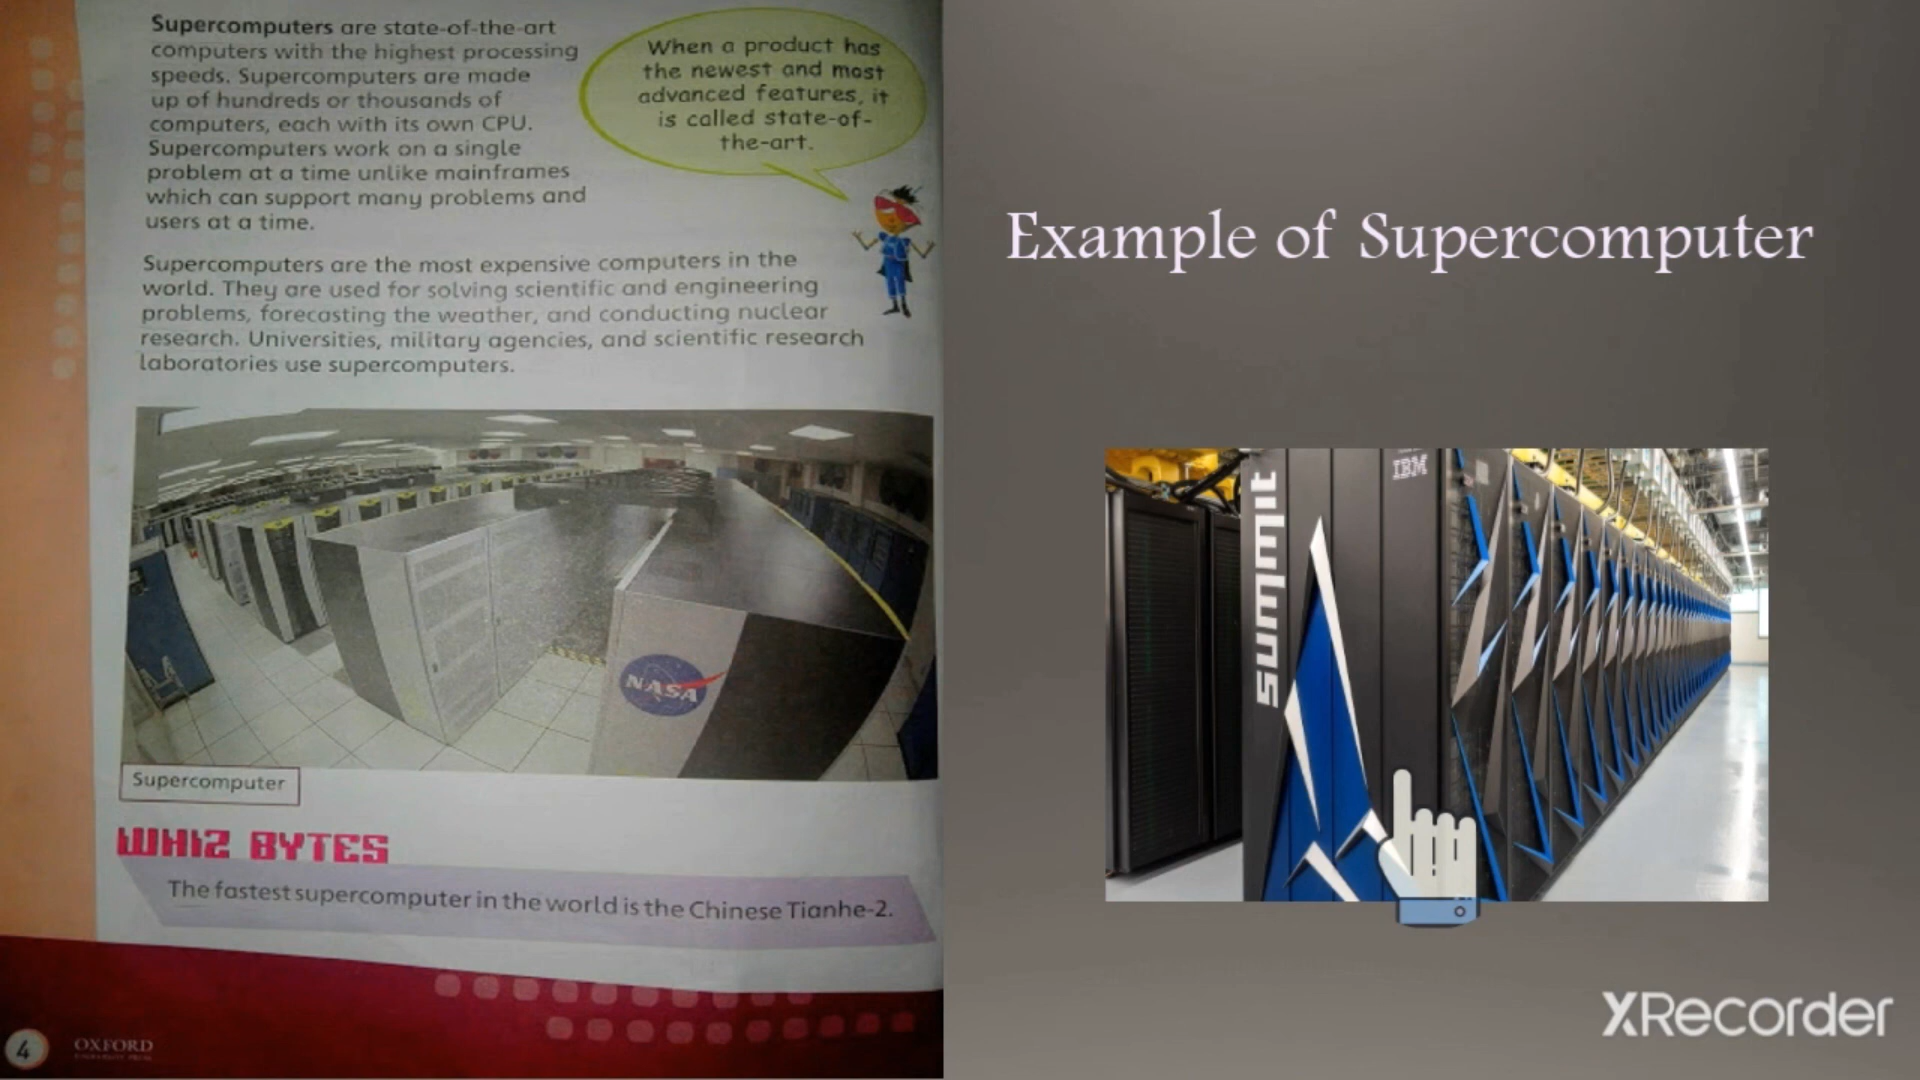 Supercomputers are state-of-the-art
computers with the highest processing
speeds. Supercomputers are made
up of hundreds or thousands of
computers, each with its own CPU.
Supercomputers work on a single
problem at a time unlike mainframes
which can support many problems and
users at a time.
When a product has
the newest and most
advanced features, it
is called state-of-
the-art.
Supercomputers are the most expensive computers in the
world. They are used for solving scientific and engineering
problems, forecasting the weather, and conducting nuclear
research. Universities, military agencies, and scientific research
laboratories use supercomputers.
NASA
Supercomputer
WHIZ BYTES
The fastest supercomputer in the world is the Chinese Tianhe-2.
4
OXFORD
UNIVERSITY PRESS
Example of Supercomputer
summit
IBM
XRecorder